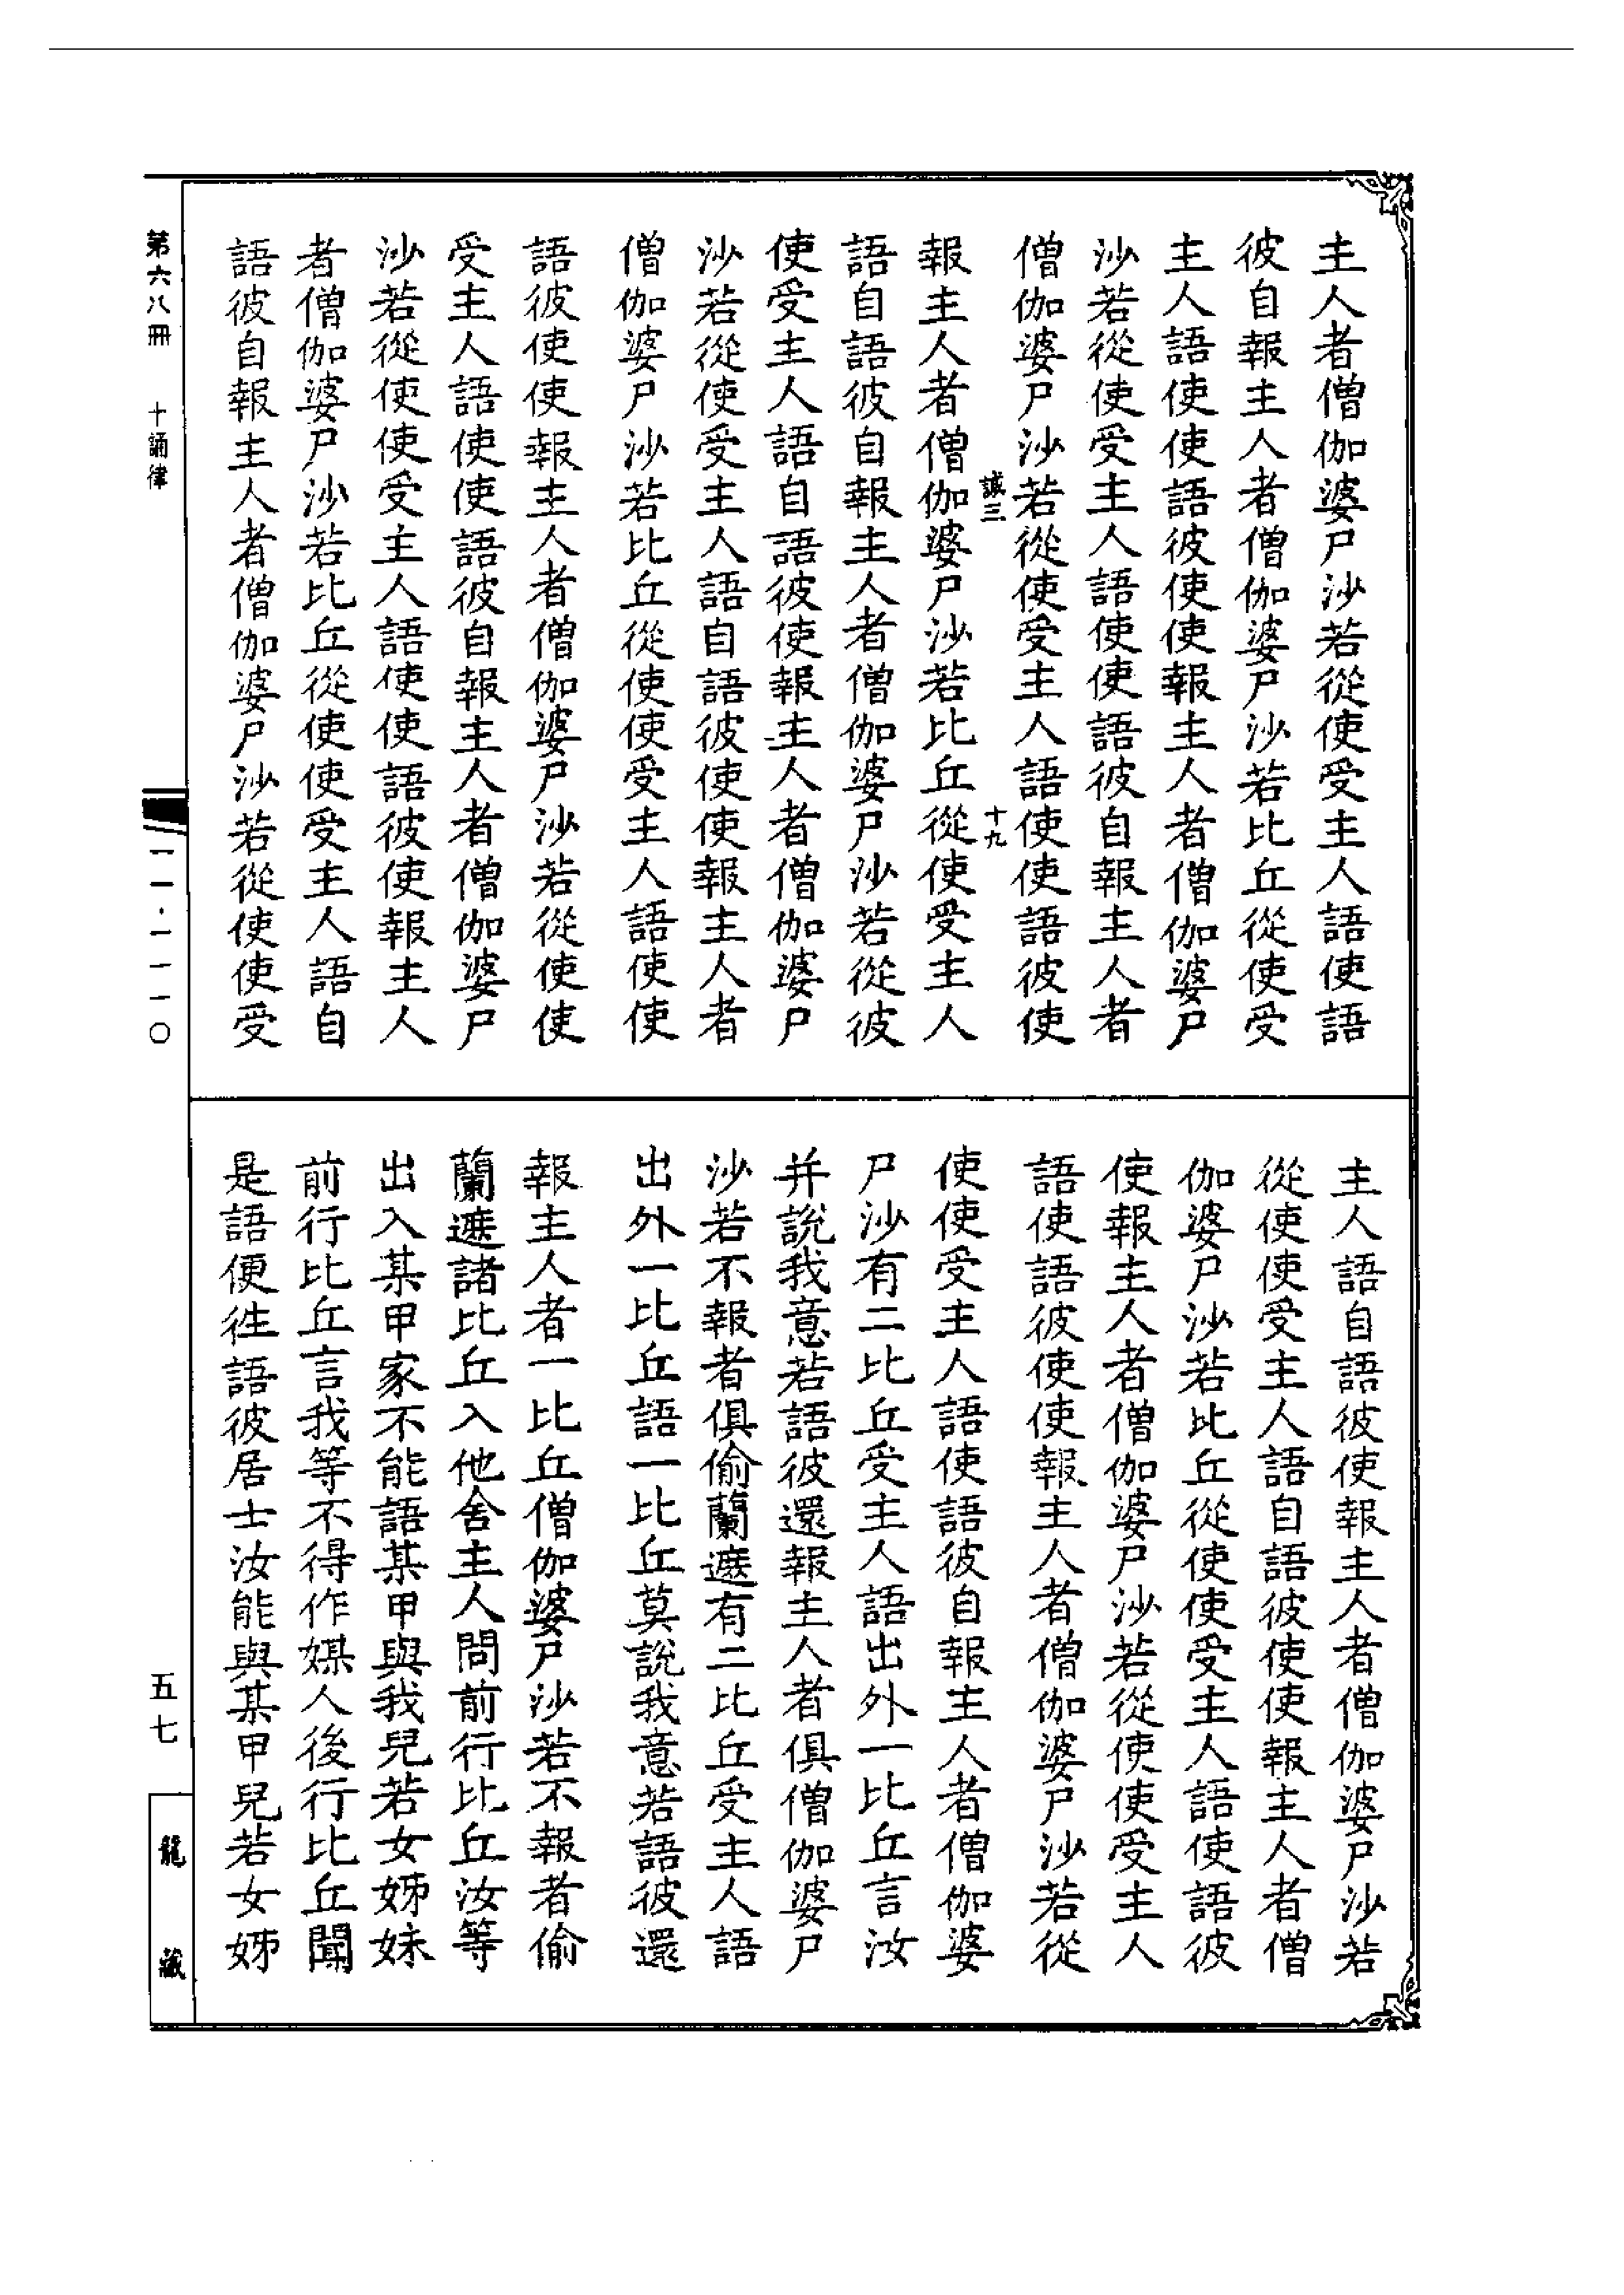 主人者僧伽婆尸沙若從使受主人語使語
彼自報主人者僧伽婆尸沙若比丘從使受
主人語使使語彼使使報主人者僧伽婆尸
沙若從使受主人語使使語彼自報主人者
僧伽婆尸沙若從使受主人語使使語彼使
誠三 十九
報主人者僧伽婆尸沙若比丘從使受主人
語自語彼自報主人者僧伽婆尸沙若從彼
使受主人語自語彼使報主人者僧伽婆尸
沙若從使受主人語自語彼使使報主人者
僧伽婆尸沙若比丘從使使受主人語使使
語彼使使報主人者僧伽婆尸沙若從使使
受主人語使使語彼自報主人者僧伽婆尸
沙若從使使受主人語使使語彼使報主人
者僧伽婆尸沙若比丘從使使受主人語自
語彼自報主人者僧伽婆尸沙若從使使受
主人語自語彼使報主人者僧伽婆尸沙若
從使使受主人語自語彼使使報主人者僧
伽婆尸沙若比丘從使使受主人語使語彼
使報主人者僧伽婆尸沙若從使使受主人
語使語彼使使報主人者僧伽婆尸沙若從
使使受主人語使語彼自報主人者僧伽婆
尸沙有二比丘受主人語出外一比丘言汝
并說我意若語彼還報主人者俱僧伽婆尸
沙若不報者俱偷蘭遮有二比丘受主人語
出外一比丘語一比丘莫說我意若語彼還
報主人者一比丘僧伽婆尸沙若不報者偷
蘭遮諸比丘入他舍主人問前行比丘汝等
出入某甲家不能語某甲與我兒若女姊妹
前行比丘言我等不得作媒人後行比丘聞
是語便往語彼居士汝能與某甲兒若女姊
第六八冊 十誦律
一一·一一一〇
五七
龍藏